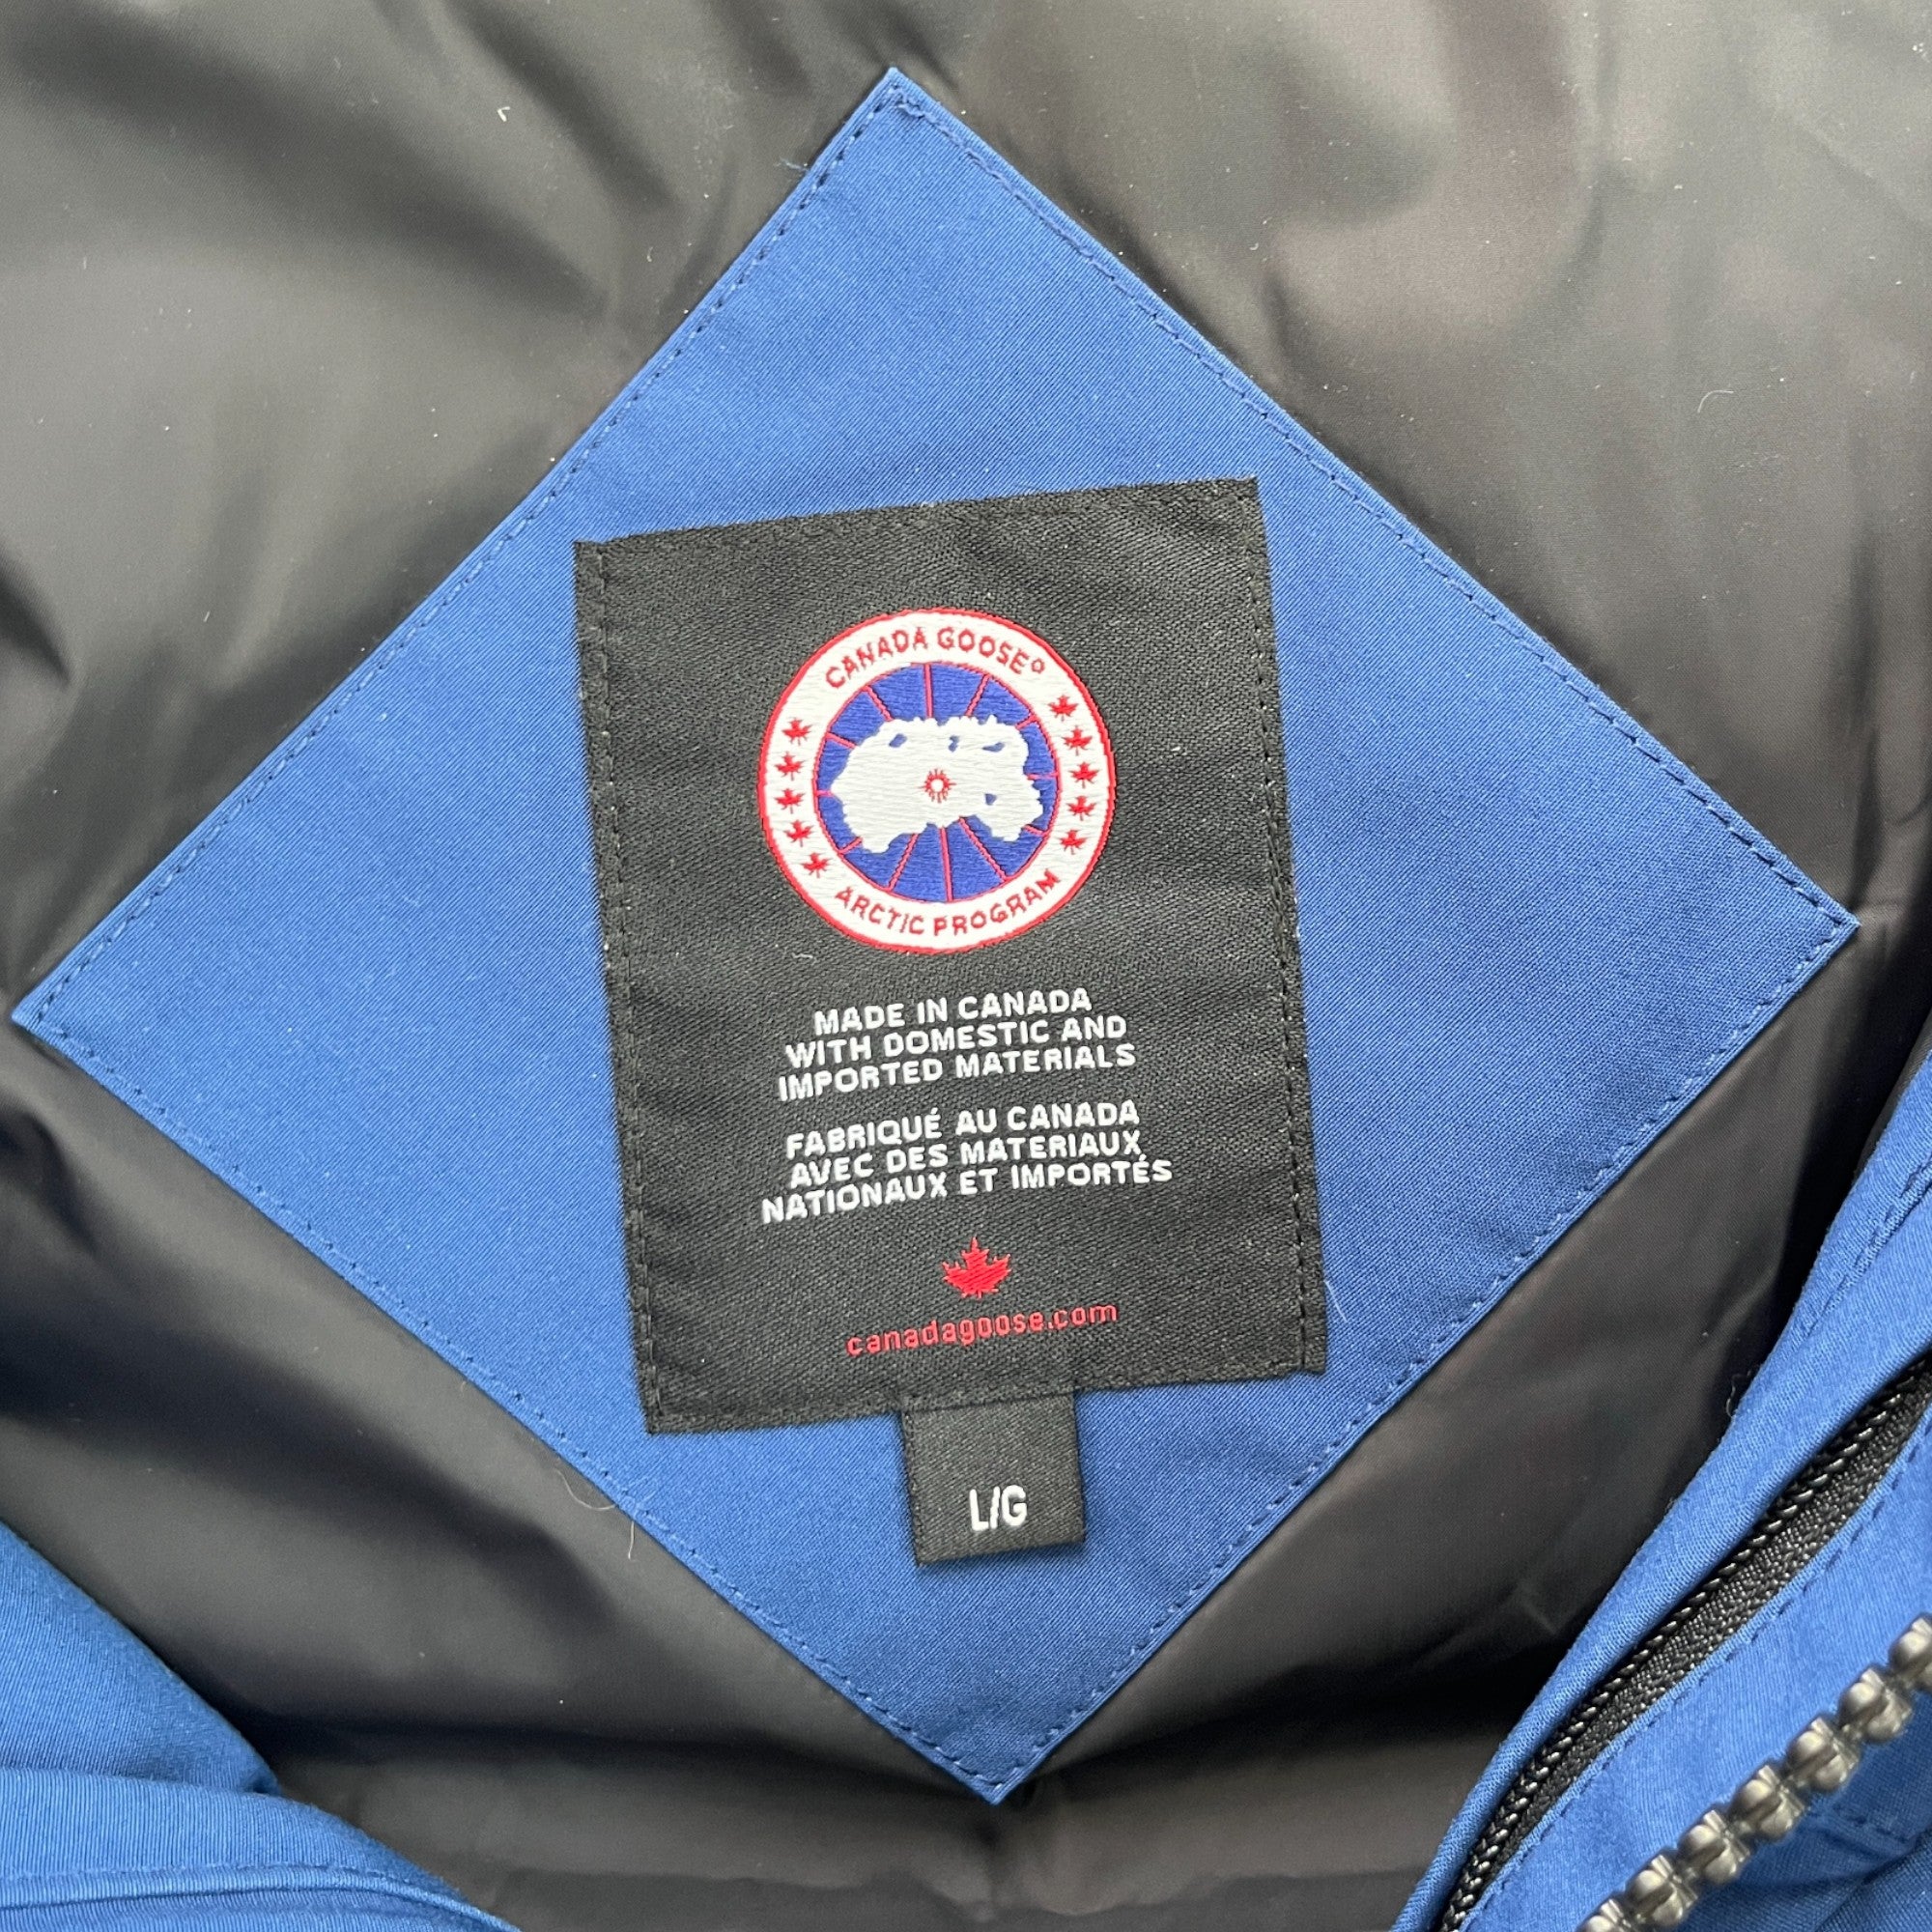 CANADA GOOSE
ARCTIC PROGRAM
MADE IN CANADA
WITH DOMESTIC AND
IMPORTED MATERIALS
FABRIQUÉ AU CANADA
AVEC DES MATERIAUX
NATIONAUX ET IMPORTÉS
canadagoose.com
L/G